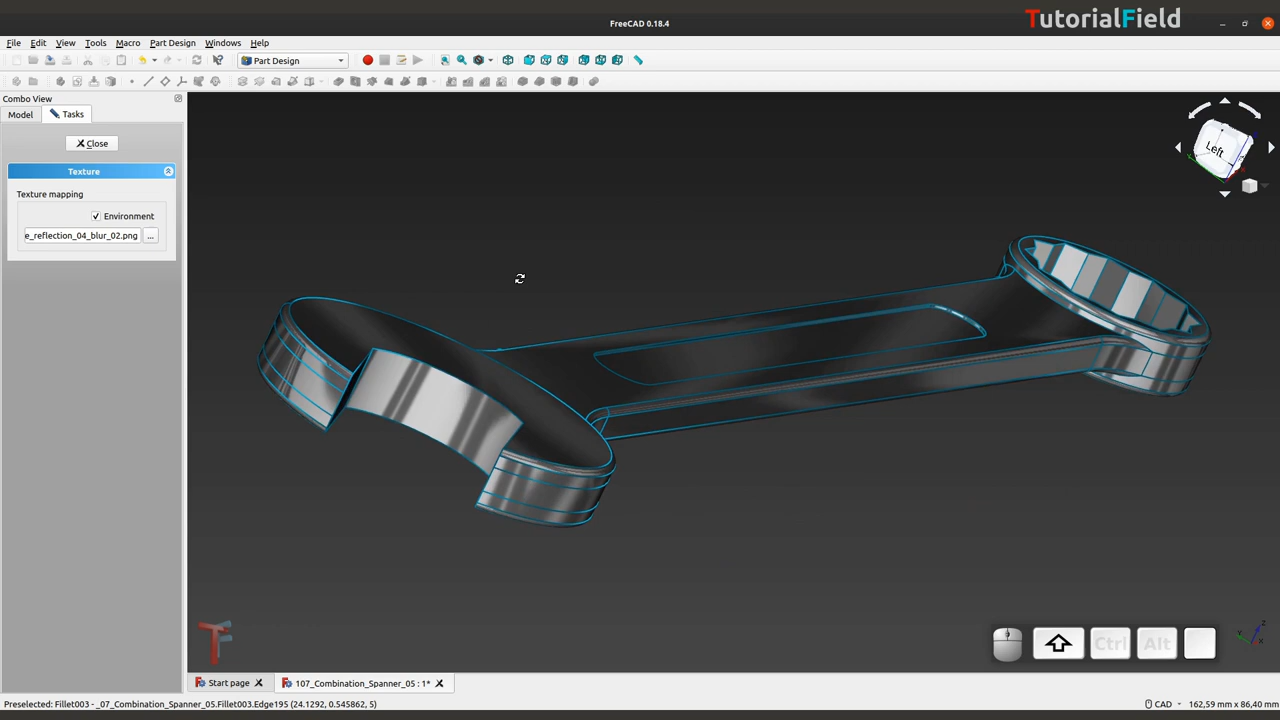 FreeCAD 0.18.4
TutorialField
File Edit View Tools Macro Part Design Windows Help
Part Design
Combo View
Model Tasks
Close
Texture
Texture mapping
Environment
e_reflection_04_blur_02.png ...
Left
Ctrl Alt
Start page 107_Combination_Spanner_05 : 1*
Preselected: Fillet003 - _07_Combination_Spanner_05.Fillet003.Edge195 (24.1292, 0.545862, 5) CAD 162,59 mm x 86,40 mm